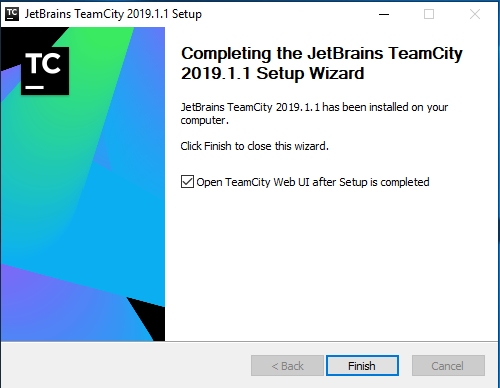 JetBrains TeamCity 2019.1.1 Setup
TC
Completing the JetBrains TeamCity
2019.1.1 Setup Wizard
JetBrains TeamCity 2019.1.1 has been installed on your
computer.
Click Finish to close this wizard.
Open TeamCity Web UI after Setup is completed
< Back
Finish
Cancel